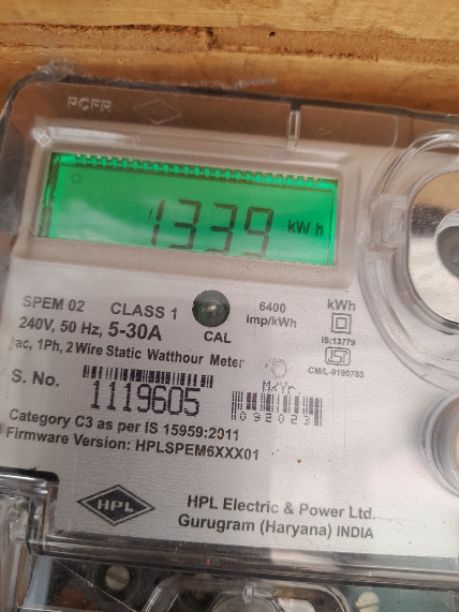 1339 kWh
SPEM 02 CLASS 1 6400 imp/kWh kWh
240V, 50 Hz, 5-30A CAL IS:13779
ac, 1Ph, 2 Wire Static Watthour Meter
CM/L-9190783
S. No. 1119605
Category C3 as per IS 15959:2011
Firmware Version: HPLSPEM6XXX01
HPL
HPL Electric & Power Ltd.
Gurugram (Haryana) INDIA